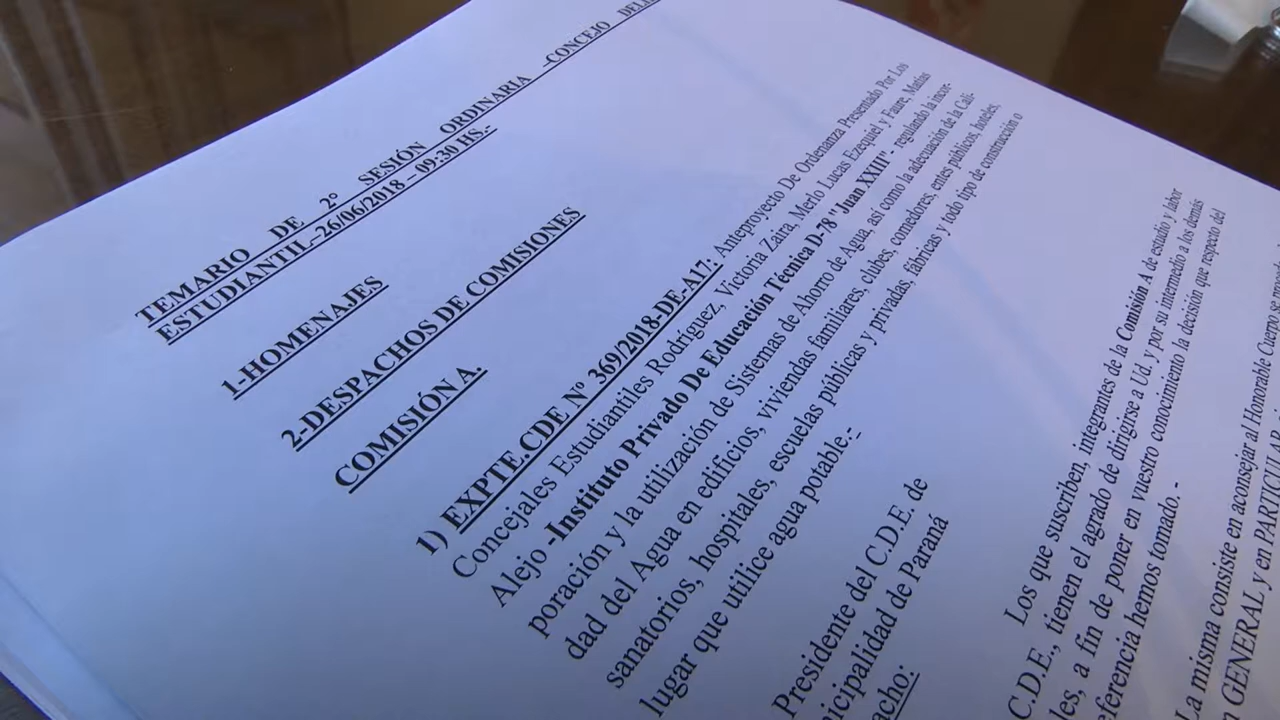 TEMARIO DE 2° SESIÓN ORDINARIA -CONCEJO
ESTUDIANTIL-26/06/2018 - 09:30 HS.-
1-HOMENAJES
2-DESPACHOS DE COMISIONES
COMISIÓN A.
1) EXPTE.CDE Nº 369/2018-DE-A17: Anteproyecto De Ordenanza Presentado Por Los
Concejales Estudiantiles Rodríguez, Victoria Zaira, Merlo Lucas Ezequiel y Faure, Matías
Alejo -Instituto Privado De Educación Técnica D-78 "Juan XXIII" - regulando la incor-
poración y la utilización de Sistemas de Ahorro de Agua, así como la adecuación de la Cali-
dad del Agua en edificios, viviendas familiares, clubes, comedores, entes públicos, hoteles,
sanatorios, hospitales, escuelas públicas y privadas, fábricas y todo tipo de construcción o
lugar que utilice agua potable.-
Presidente del C.D.E. de
icipalidad de Paraná
acho:
Los que suscriben, integrantes de la Comisión A de estudio y labor
C.D.E., tienen el agrado de dirigirse a Ud. y por su intermedio a los demás
les, a fin de poner en vuestro conocimiento la decisión que respecto del
eferencia hemos tomado. -
La misma consiste en aconsejar al Honorable Cuerpo se
n GENERAL y en PARTICULAR